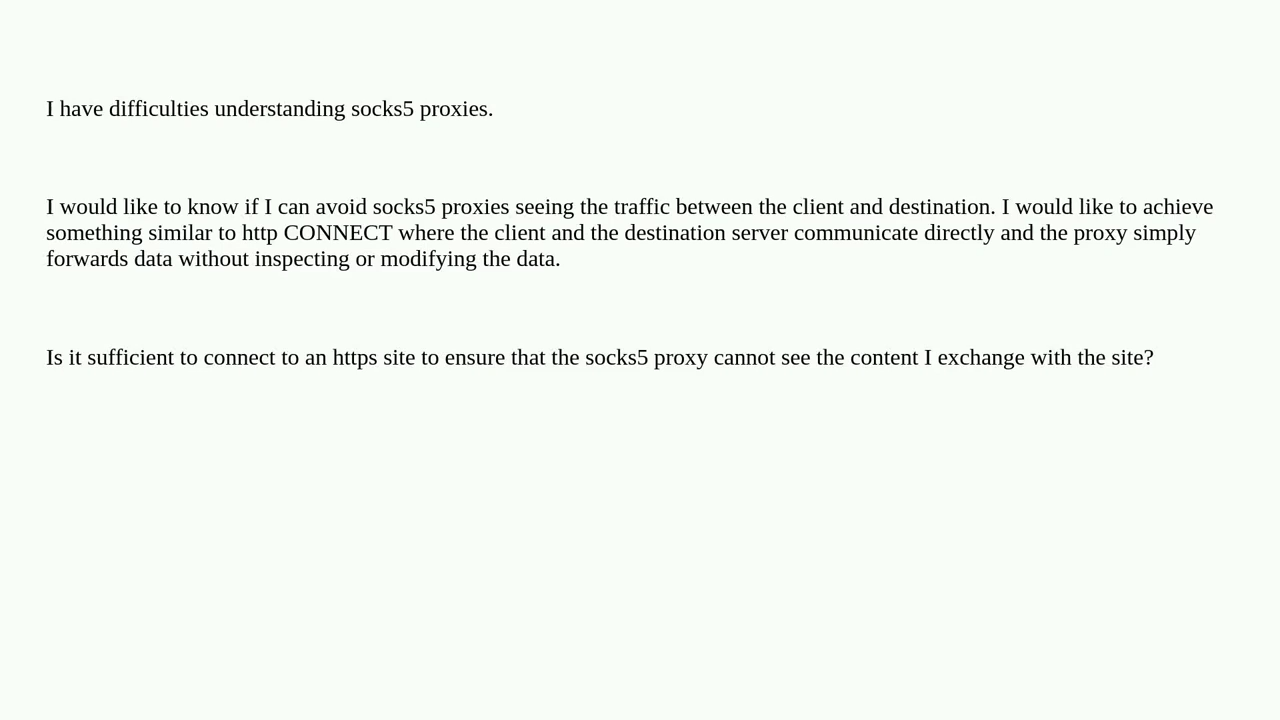 I have difficulties understanding socks5 proxies.
I would like to know if I can avoid socks5 proxies seeing the traffic between the client and destination. I would like to achieve
something similar to http CONNECT where the client and the destination server communicate directly and the proxy simply
forwards data without inspecting or modifying the data.
Is it sufficient to connect to an https site to ensure that the socks5 proxy cannot see the content I exchange with the site?